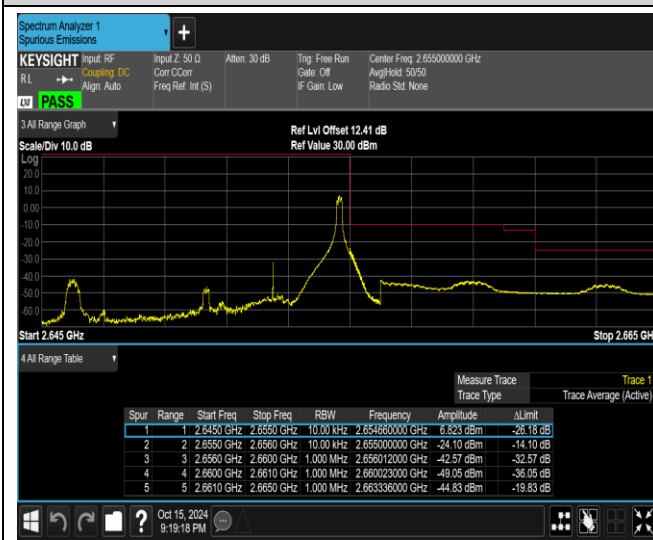 Spectrum Analyzer 1
Spurious Emissions
KEYSIGHT Input: RF Input Z: 50 Ω Atten: 30 dB Trig: Free Run Center Freq: 2.655000000 GHz
RL Coupling: DC Corr CCorr Gate: Off Avg|Hold: 50/50
Align: Auto Freq Ref: Int (S) IF Gain: Low Radio Std: None
LXI PASS
3 All Range Graph
Ref Lvl Offset 12.41 dB
Scale/Div 10.0 dB Ref Value 30.00 dBm
Log
20.0
10.0
0.00
-10.0
-20.0
-30.0
-40.0
-50.0
-60.0
Start 2.645 GHz Stop 2.665 GH
4 All Range Table
Measure Trace Trace 1
Trace Type Trace Average (Active)
Spur Range Start Freq Stop Freq RBW Frequency Amplitude ΔLimit
1 1 2.6450 GHz 2.6550 GHz 10.00 kHz 2.654660000 GHz 6.823 dBm -26.18 dB
2 2 2.6550 GHz 2.6560 GHz 10.00 kHz 2.655000000 GHz -24.10 dBm -14.10 dB
3 3 2.6560 GHz 2.6600 GHz 1.000 MHz 2.656012000 GHz -42.57 dBm -32.57 dB
4 4 2.6600 GHz 2.6610 GHz 1.000 MHz 2.660023000 GHz -49.05 dBm -36.05 dB
5 5 2.6610 GHz 2.6650 GHz 1.000 MHz 2.663336000 GHz -44.83 dBm -19.83 dB
Oct 15, 2024
9:19:18 PM